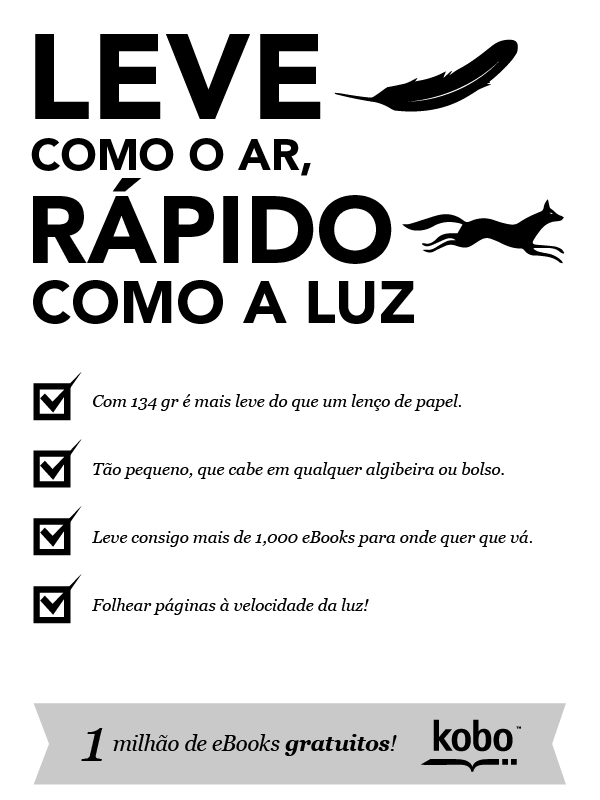 LEVE
COMO O AR,
RÁPIDO
COMO A LUZ
Com 134 gr é mais leve do que um lenço de papel.
Tão pequeno, que cabe em qualquer algibeira ou bolso.
Leve consigo mais de 1,000 eBooks para onde quer que vá.
Folhear páginas à velocidade da luz!
1 milhão de eBooks gratuitos!
kobo™